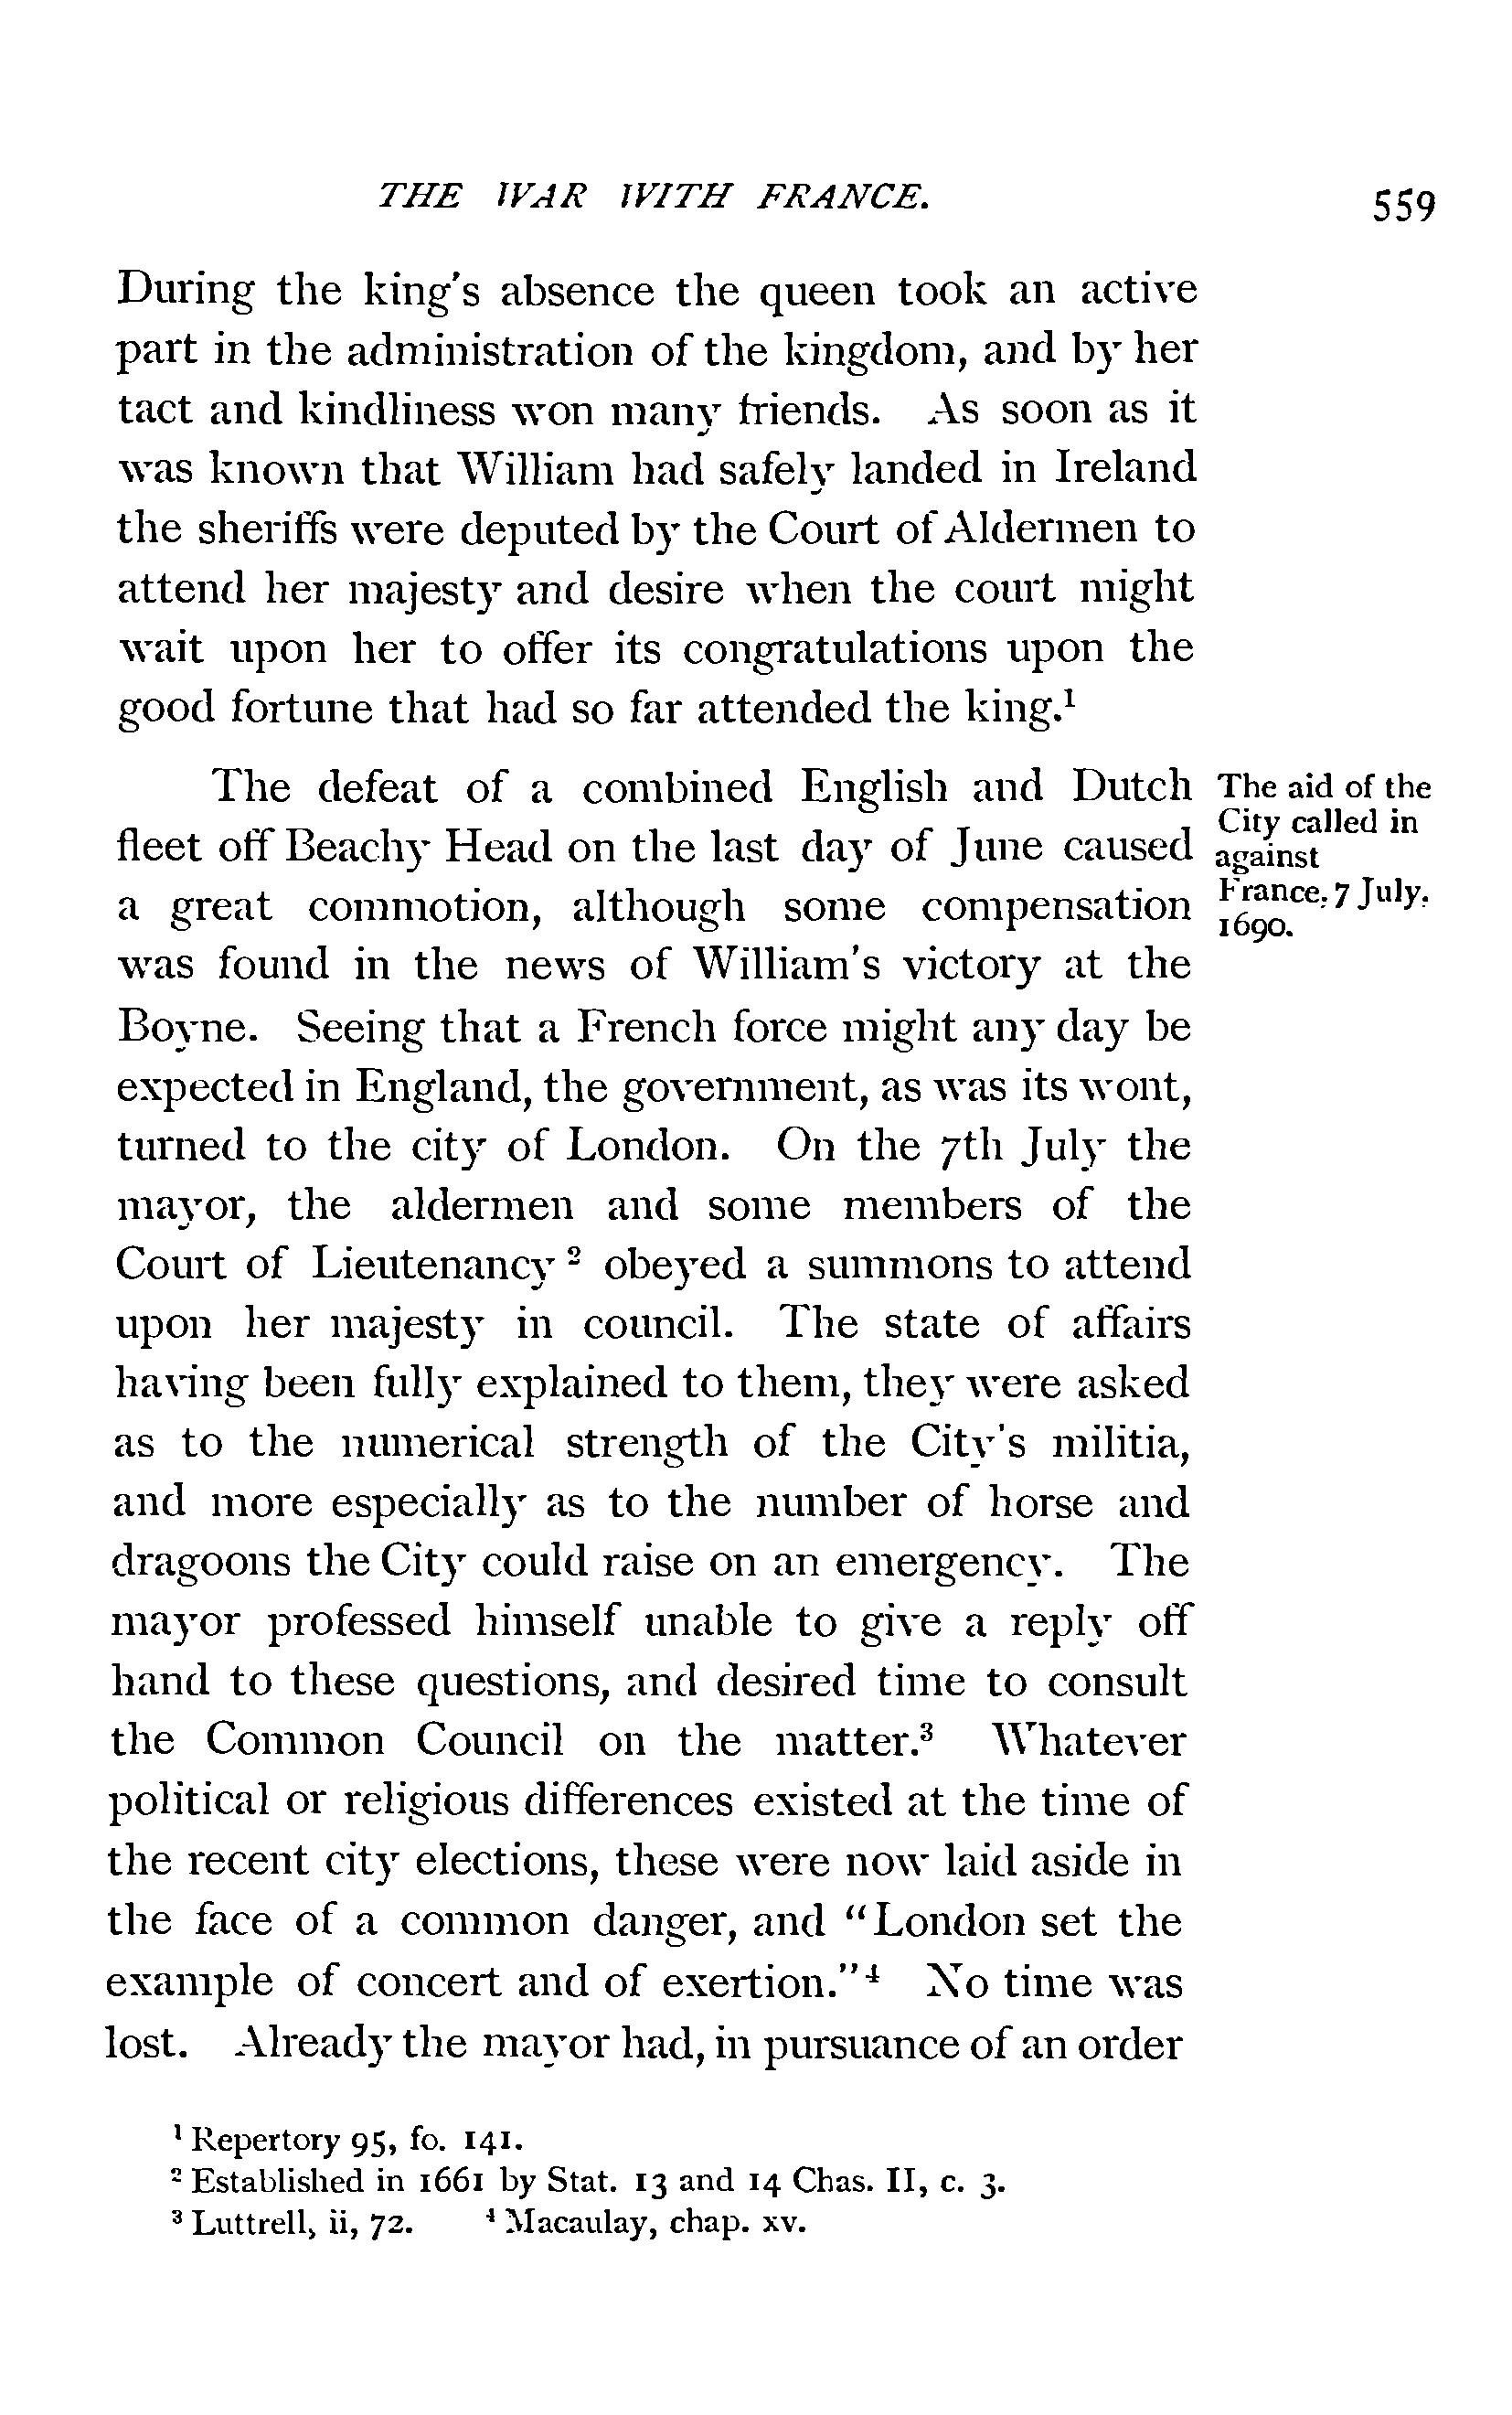 THE WAR WITH FRANCE. 559
During the king's absence the queen took an active
part in the administration of the kingdom, and by her
tact and kindliness won many friends. As soon as it
was known that William had safely landed in Ireland
the sheriffs were deputed by the Court of Aldermen to
attend her majesty and desire when the court might
wait upon her to offer its congratulations upon the
good fortune that had so far attended the king.¹
The defeat of a combined English and Dutch
fleet off Beachy Head on the last day of June caused
a great commotion, although some compensation
was found in the news of William's victory at the
Boyne. Seeing that a French force might any day be
expected in England, the government, as was its wont,
turned to the city of London. On the 7th July the
mayor, the aldermen and some members of the
Court of Lieutenancy ² obeyed a summons to attend
upon her majesty in council. The state of affairs
having been fully explained to them, they were asked
as to the numerical strength of the City's militia,
and more especially as to the number of horse and
dragoons the City could raise on an emergency. The
mayor professed himself unable to give a reply off
hand to these questions, and desired time to consult
the Common Council on the matter.³ Whatever
political or religious differences existed at the time of
the recent city elections, these were now laid aside in
the face of a common danger, and "London set the
example of concert and of exertion."⁴ No time was
lost. Already the mayor had, in pursuance of an order
The aid of the
City called in
against
France. 7 July.
1690.
¹ Repertory 95, fo. 141.
² Established in 1661 by Stat. 13 and 14 Chas. II, c. 3.
³ Luttrell, ii, 72. ⁴ Macaulay, chap. xv.